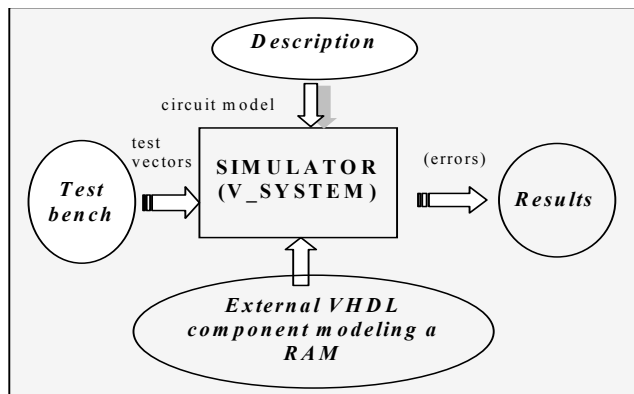 Description
circuit model
test
vectors
SIMULATOR
(V_SYSTEM)
(errors)
Test
bench
Results
External VHDL
component modeling a
RAM